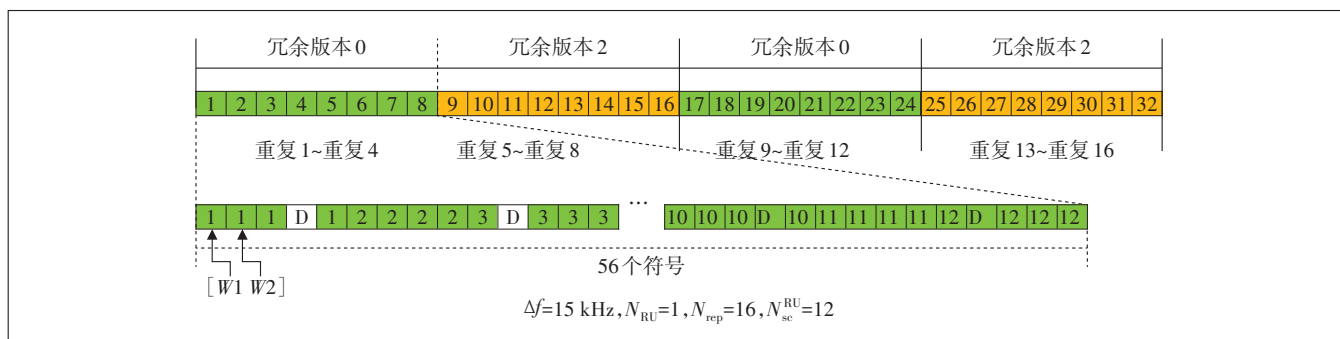 冗余版本0 冗余版本2 冗余版本0 冗余版本2
1 2 3 4 5 6 7 8 9 10 11 12 13 14 15 16 17 18 19 20 21 22 23 24 25 26 27 28 29 30 31 32
重复1~重复4 重复5~重复8 重复9~重复12 重复13~重复16
1 1 1 D 1 2 2 2 2 3 D 3 3 3 … 10 10 10 D 10 11 11 11 11 12 D 12 12 12
56个符号
[W1 W2]
Δf=15 kHz,N_RU=1,N_rep=16,N_sc^RU=12